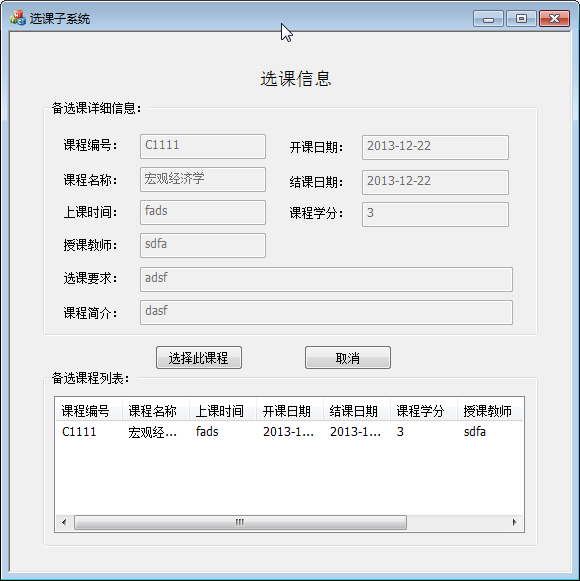 选课子系统
选课信息
备选课详细信息：
课程编号： C1111 开课日期： 2013-12-22
课程名称： 宏观经济学 结课日期： 2013-12-22
上课时间： fads 课程学分： 3
授课教师： sdfa
选课要求： adsf
课程简介： dasf
选择此课程 取消
备选课程列表：
课程编号 课程名称 上课时间 开课日期 结课日期 课程学分 授课教师
C1111 宏观经... fads 2013-1... 2013-1... 3 sdfa